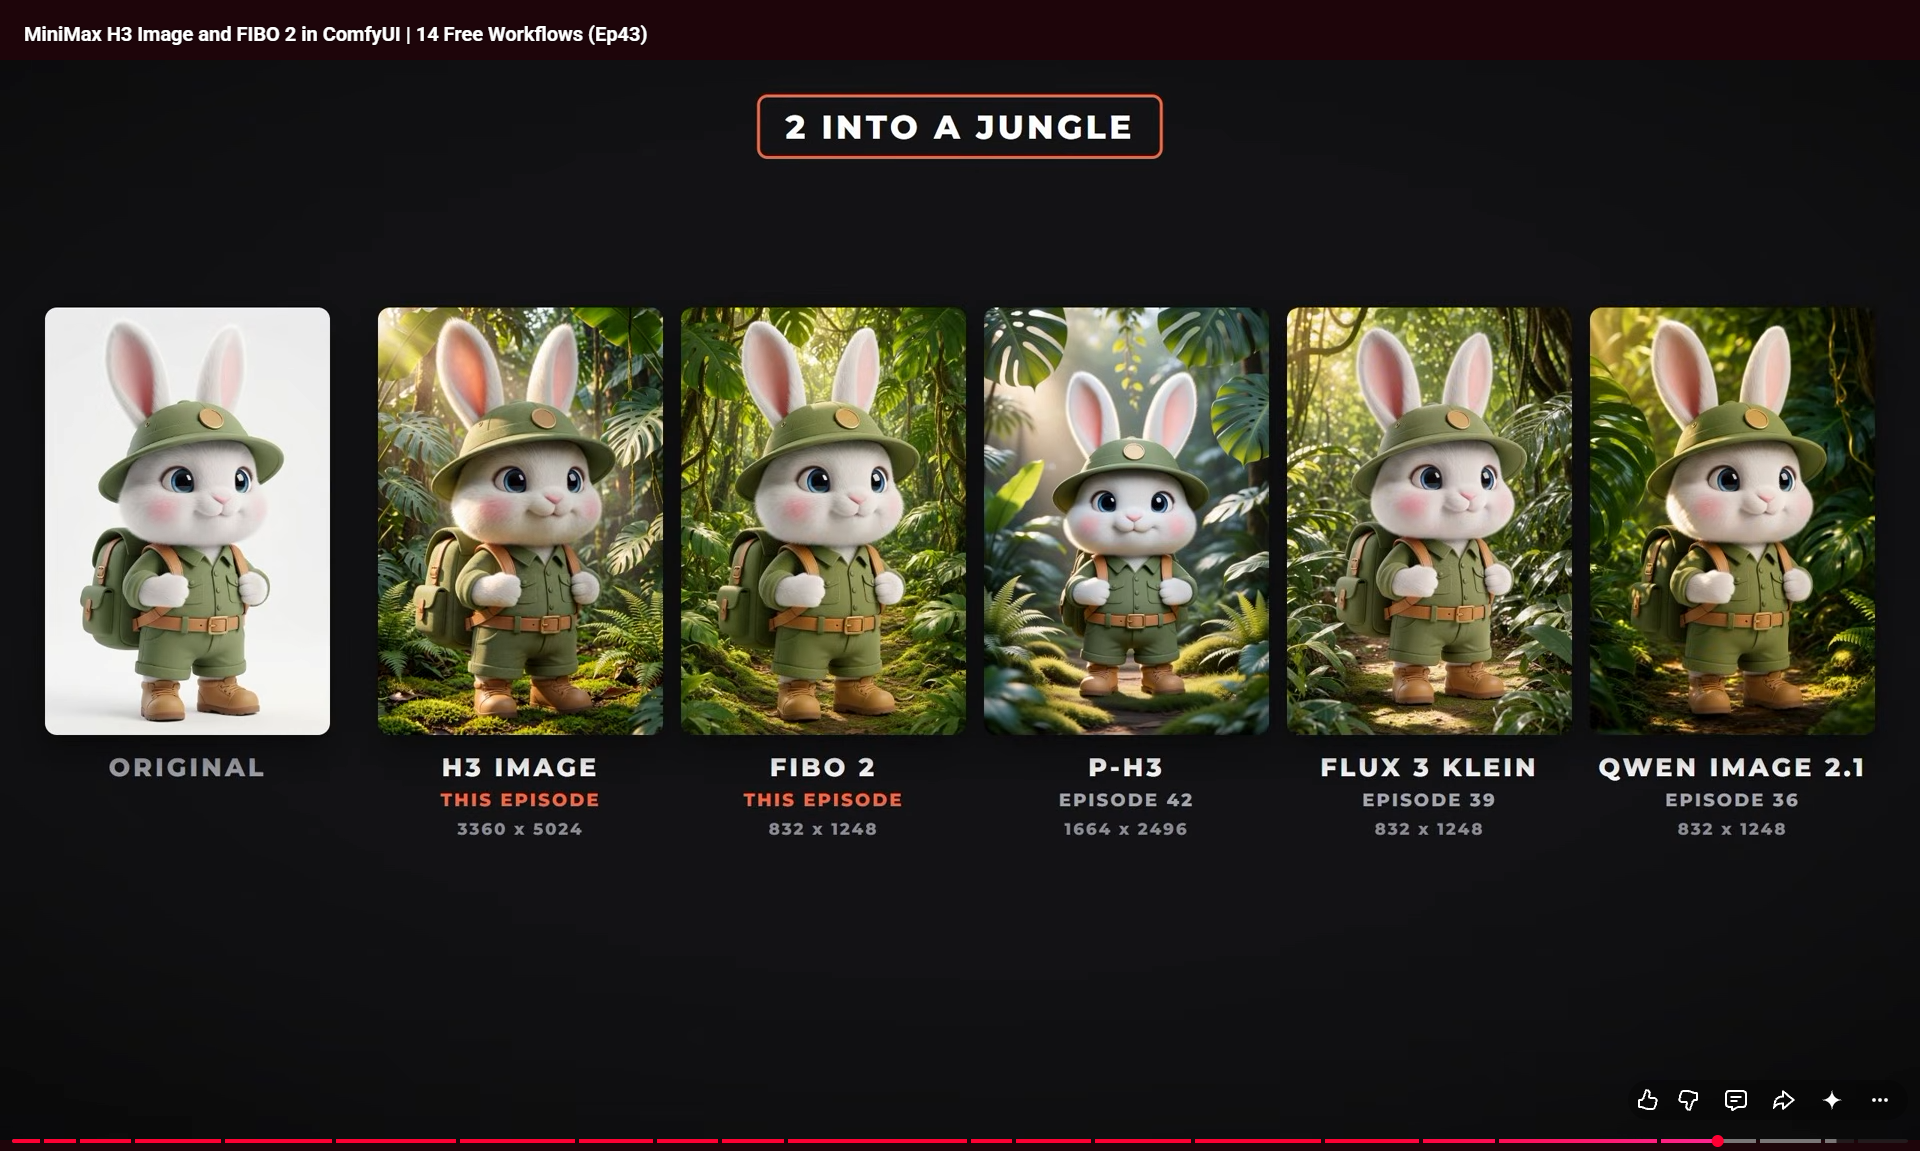 MiniMax H3 Image and FIBO 2 in ComfyUI | 14 Free Workflows (Ep43)
2 INTO A JUNGLE
ORIGINAL
H3 IMAGE
THIS EPISODE
3360 x 5024
FIBO 2
THIS EPISODE
832 x 1248
P-H3
EPISODE 42
1664 x 2496
FLUX 3 KLEIN
EPISODE 39
832 x 1248
QWEN IMAGE 2.1
EPISODE 36
832 x 1248